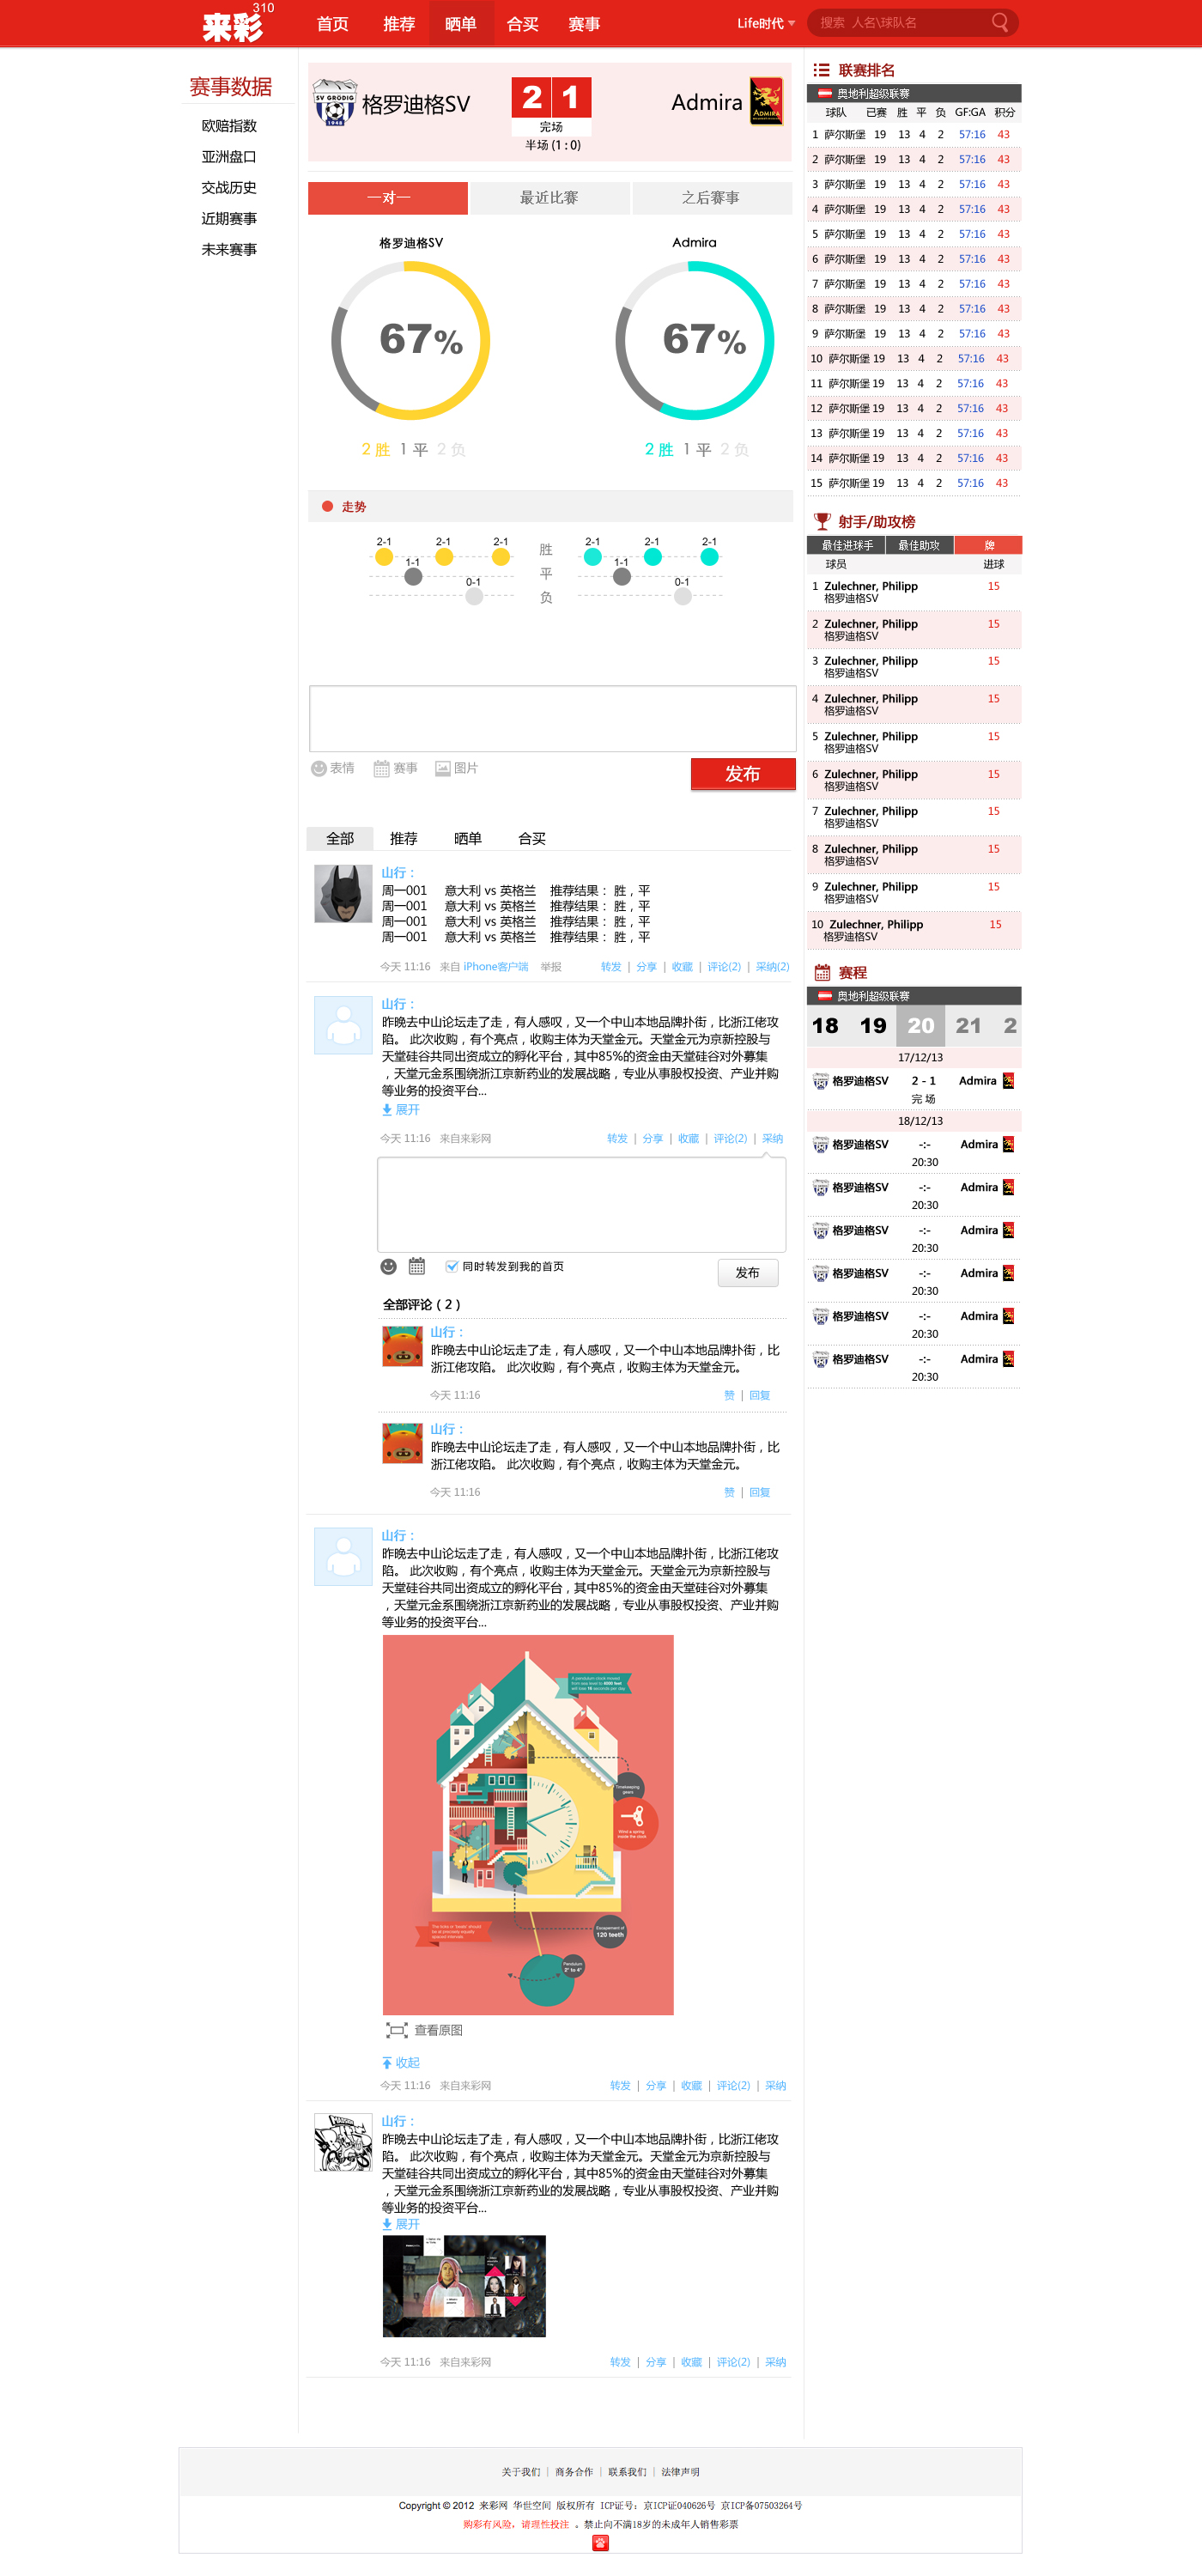 来彩 310
首页 推荐 晒单 合买 赛事
Life时代
搜索 人名\球队名
赛事数据
欧赔指数
亚洲盘口
交战历史
近期赛事
未来赛事
SV GRODIG
格罗迪格SV
2 1
完场
半场 (1 : 0)
Admira
ADMIRA
一对一 最近比赛 之后赛事
格罗迪格SV Admira
67% 67%
2 胜 1 平 2 负 2 胜 1 平 2 负
走势
2-1 2-1 2-1 胜 2-1 2-1 2-1
1-1 平 1-1
0-1 负 0-1
表情 赛事 图片 发布
全部 推荐 晒单 合买
山行：
周一001 意大利 vs 英格兰 推荐结果： 胜，平
周一001 意大利 vs 英格兰 推荐结果： 胜，平
周一001 意大利 vs 英格兰 推荐结果： 胜，平
周一001 意大利 vs 英格兰 推荐结果： 胜，平
今天 11:16 来自 iPhone客户端 举报 转发 | 分享 | 收藏 | 评论(2) | 采纳(2)
山行：
昨晚去中山论坛走了走，有人感叹，又一个中山本地品牌扑街，比浙江佬攻
陷。 此次收购，有个亮点，收购主体为天堂金元。天堂金元为京新控股与
天堂硅谷共同出资成立的孵化平台，其中85%的资金由天堂硅谷对外募集
，天堂元金系围绕浙江京新药业的发展战略，专业从事股权投资、产业并购
等业务的投资平台...
展开
今天 11:16 来自来彩网 转发 | 分享 | 收藏 | 评论(2) | 采纳
同时转发到我的首页 发布
全部评论（ 2 ）
山行：
昨晚去中山论坛走了走，有人感叹，又一个中山本地品牌扑街，比
浙江佬攻陷。 此次收购，有个亮点，收购主体为天堂金元。
今天 11:16 赞 | 回复
山行：
昨晚去中山论坛走了走，有人感叹，又一个中山本地品牌扑街，比
浙江佬攻陷。 此次收购，有个亮点，收购主体为天堂金元。
今天 11:16 赞 | 回复
山行：
昨晚去中山论坛走了走，有人感叹，又一个中山本地品牌扑街，比浙江佬攻
陷。 此次收购，有个亮点，收购主体为天堂金元。天堂金元为京新控股与
天堂硅谷共同出资成立的孵化平台，其中85%的资金由天堂硅谷对外募集
，天堂元金系围绕浙江京新药业的发展战略，专业从事股权投资、产业并购
等业务的投资平台...
A pendulum clock moved
from sea level to 4000 feet
will lose 16 seconds per day
Timekeeping
gears
Wind a spring
inside the clock
Escapement of
120 teeth
Pendulum
2° to 4°
查看原图
收起
今天 11:16 来自来彩网 转发 | 分享 | 收藏 | 评论(2) | 采纳
山行：
昨晚去中山论坛走了走，有人感叹，又一个中山本地品牌扑街，比浙江佬攻
陷。 此次收购，有个亮点，收购主体为天堂金元。天堂金元为京新控股与
天堂硅谷共同出资成立的孵化平台，其中85%的资金由天堂硅谷对外募集
，天堂元金系围绕浙江京新药业的发展战略，专业从事股权投资、产业并购
等业务的投资平台...
展开
今天 11:16 来自来彩网 转发 | 分享 | 收藏 | 评论(2) | 采纳
联赛排名
奥地利超级联赛
球队 已赛 胜 平 负 GF:GA 积分
1 萨尔斯堡 19 13 4 2 57:16 43
2 萨尔斯堡 19 13 4 2 57:16 43
3 萨尔斯堡 19 13 4 2 57:16 43
4 萨尔斯堡 19 13 4 2 57:16 43
5 萨尔斯堡 19 13 4 2 57:16 43
6 萨尔斯堡 19 13 4 2 57:16 43
7 萨尔斯堡 19 13 4 2 57:16 43
8 萨尔斯堡 19 13 4 2 57:16 43
9 萨尔斯堡 19 13 4 2 57:16 43
10 萨尔斯堡 19 13 4 2 57:16 43
11 萨尔斯堡 19 13 4 2 57:16 43
12 萨尔斯堡 19 13 4 2 57:16 43
13 萨尔斯堡 19 13 4 2 57:16 43
14 萨尔斯堡 19 13 4 2 57:16 43
15 萨尔斯堡 19 13 4 2 57:16 43
射手/助攻榜
最佳进球手 最佳助攻 牌
球员 进球
1 Zulechner, Philipp 15
格罗迪格SV
2 Zulechner, Philipp 15
格罗迪格SV
3 Zulechner, Philipp 15
格罗迪格SV
4 Zulechner, Philipp 15
格罗迪格SV
5 Zulechner, Philipp 15
格罗迪格SV
6 Zulechner, Philipp 15
格罗迪格SV
7 Zulechner, Philipp 15
格罗迪格SV
8 Zulechner, Philipp 15
格罗迪格SV
9 Zulechner, Philipp 15
格罗迪格SV
10 Zulechner, Philipp 15
格罗迪格SV
赛程
奥地利超级联赛
18 19 20 21 2
17/12/13
格罗迪格SV 2 - 1 Admira
完 场
18/12/13
格罗迪格SV -:- Admira
20:30
格罗迪格SV -:- Admira
20:30
格罗迪格SV -:- Admira
20:30
格罗迪格SV -:- Admira
20:30
格罗迪格SV -:- Admira
20:30
格罗迪格SV -:- Admira
20:30
关于我们 | 商务合作 | 联系我们 | 法律声明
Copyright © 2012 来彩网 华世空间 版权所有 ICP证号：京ICP证040626号 京ICP备07503264号
购彩有风险，请理性投注 。禁止向不满18岁的未成年人销售彩票